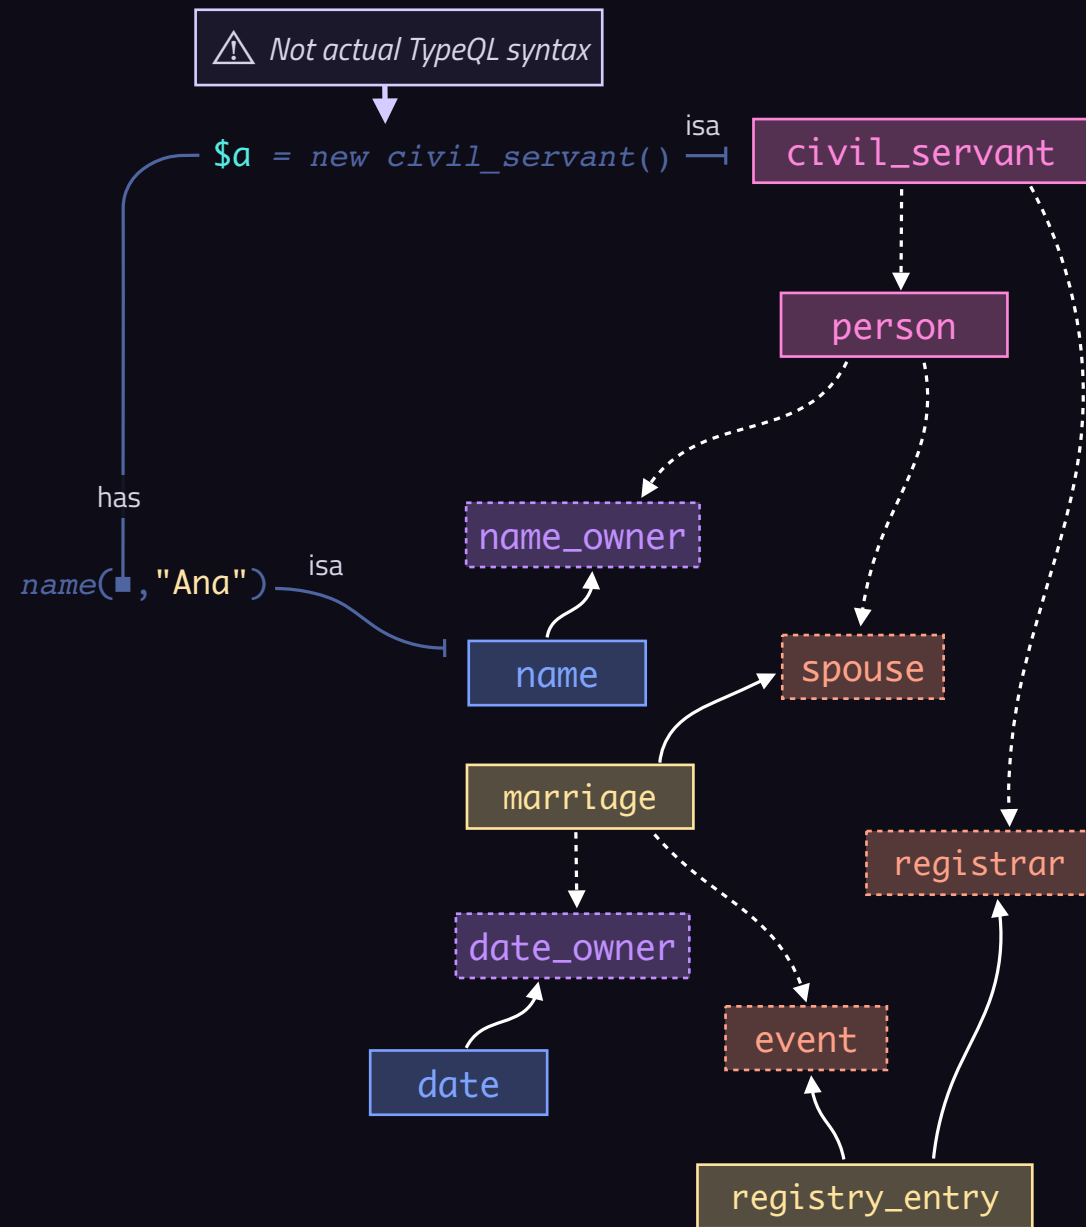 ⚠ Not actual TypeQL syntax
isa
$a = new civil_servant()
civil_servant
person
has
name_owner
isa
name(■,"Ana")
name
spouse
marriage
registrar
date_owner
event
date
registry_entry